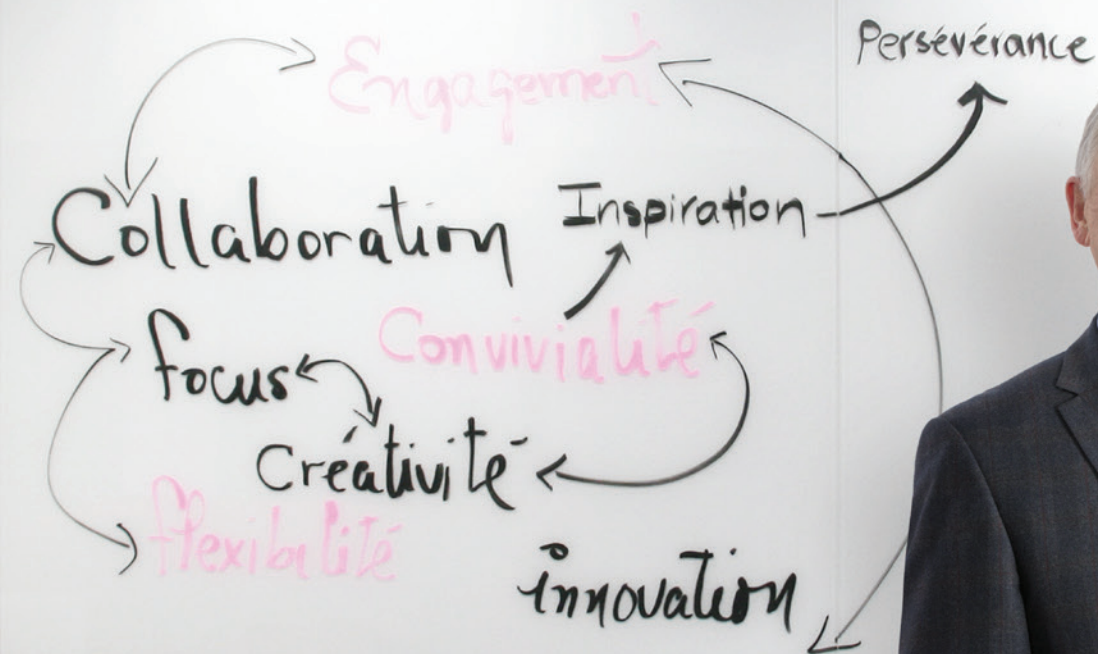 Engagement
Persévérance
Collaboration
Inspiration
Convivialité
focus
Créativité
flexibilité
innovation